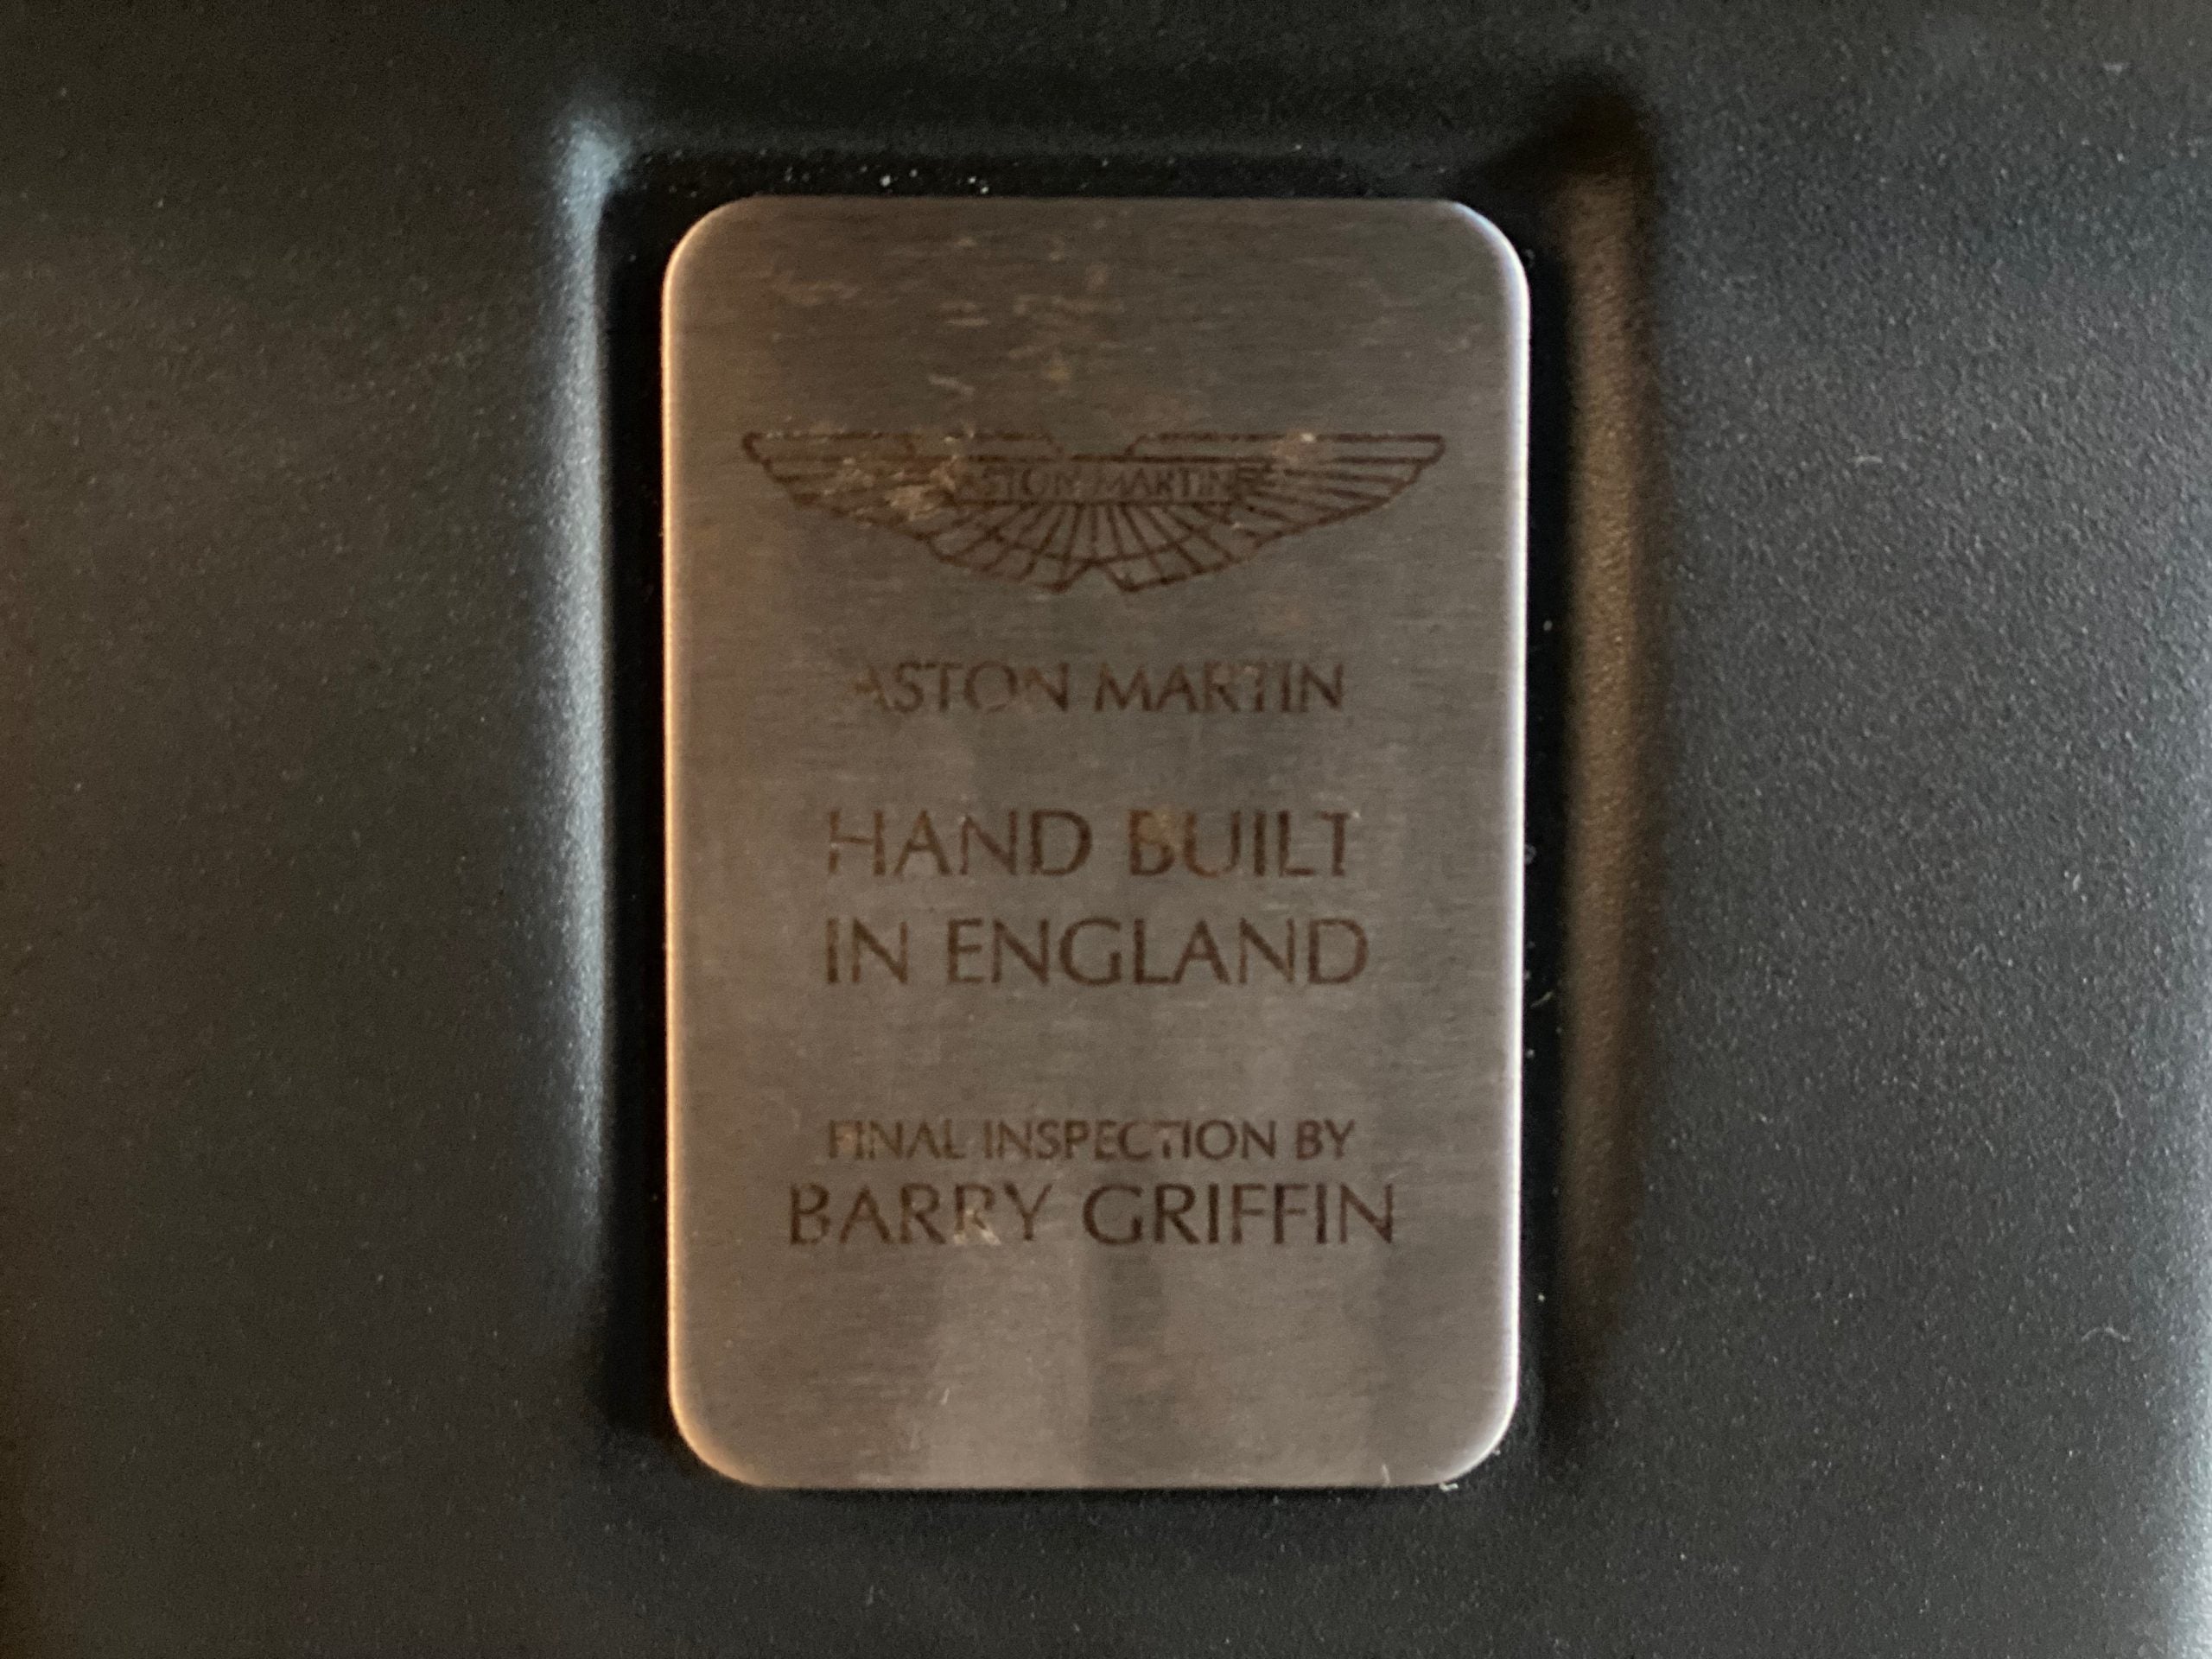 ASTON MARTIN
ASTON MARTIN
HAND BUILT
IN ENGLAND
FINAL INSPECTION BY
BARRY GRIFFIN